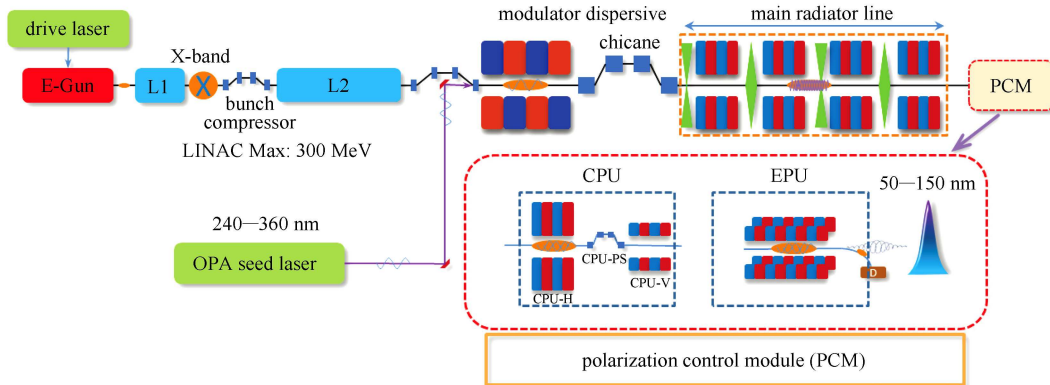 drive laser
E-Gun
L1
X-band
bunch
compressor
L2
LINAC Max: 300 MeV
modulator dispersive
chicane
main radiator line
PCM
240—360 nm
OPA seed laser
CPU
CPU-H
CPU-PS
CPU-V
EPU
D
50—150 nm
polarization control module (PCM)